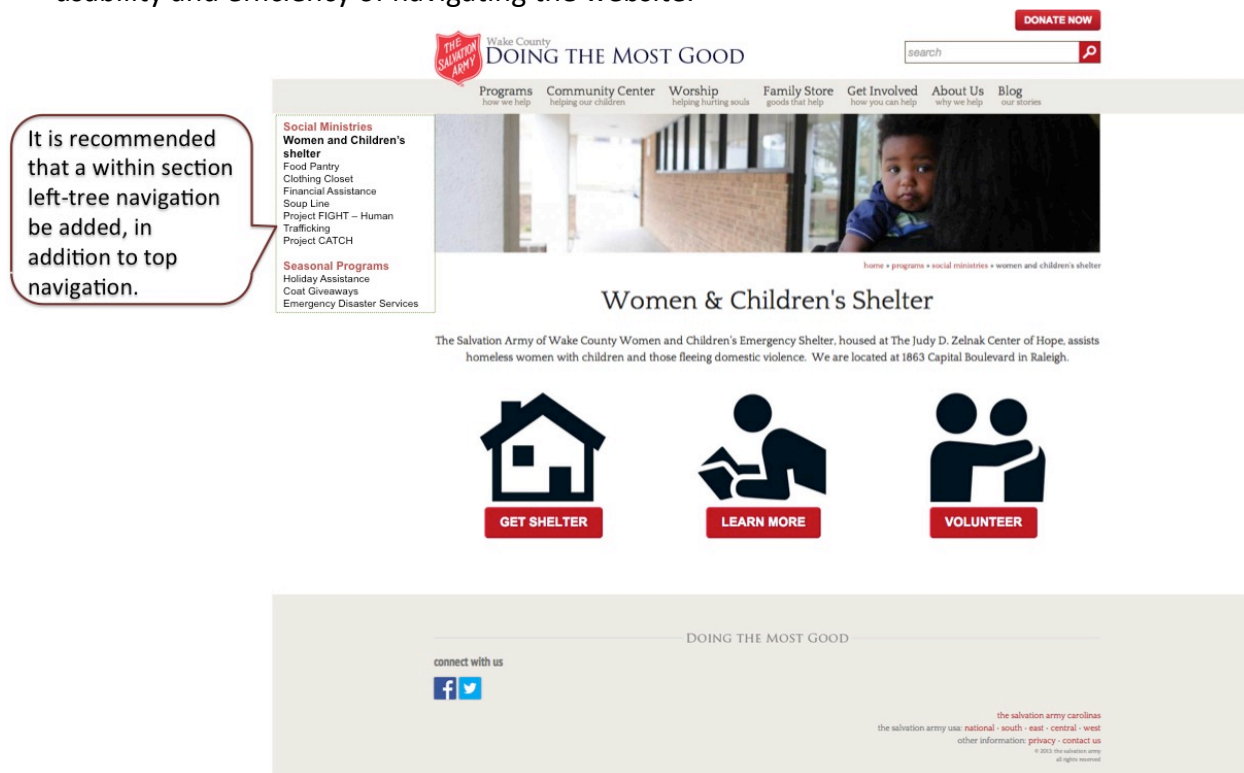 usability and efficiency of navigating the website.
DONATE NOW
THE
SALVATION
ARMY
Wake County
DOING THE MOST GOOD
search
Programs Community Center Worship Family Store Get Involved About Us Blog
how we help helping our children helping hurting souls goods that help how you can help why we help our stories
It is recommended
that a within section
left-tree navigation
be added, in
addition to top
navigation.
Social Ministries
Women and Children's
shelter
Food Pantry
Clothing Closet
Financial Assistance
Soup Line
Project FIGHT – Human
Trafficking
Project CATCH
Seasonal Programs
Holiday Assistance
Coat Giveaways
Emergency Disaster Services
home » programs » social ministries » women and children's shelter
Women & Children's Shelter
The Salvation Army of Wake County Women and Children's Emergency Shelter, housed at The Judy D. Zelnak Center of Hope, assists
homeless women with children and those fleeing domestic violence. We are located at 1863 Capital Boulevard in Raleigh.
GET SHELTER
LEARN MORE
VOLUNTEER
DOING THE MOST GOOD
connect with us
the salvation army carolinas
the salvation army usa: national - south - east - central - west
other information: privacy - contact us
© 2013 the salvation army
all rights reserved